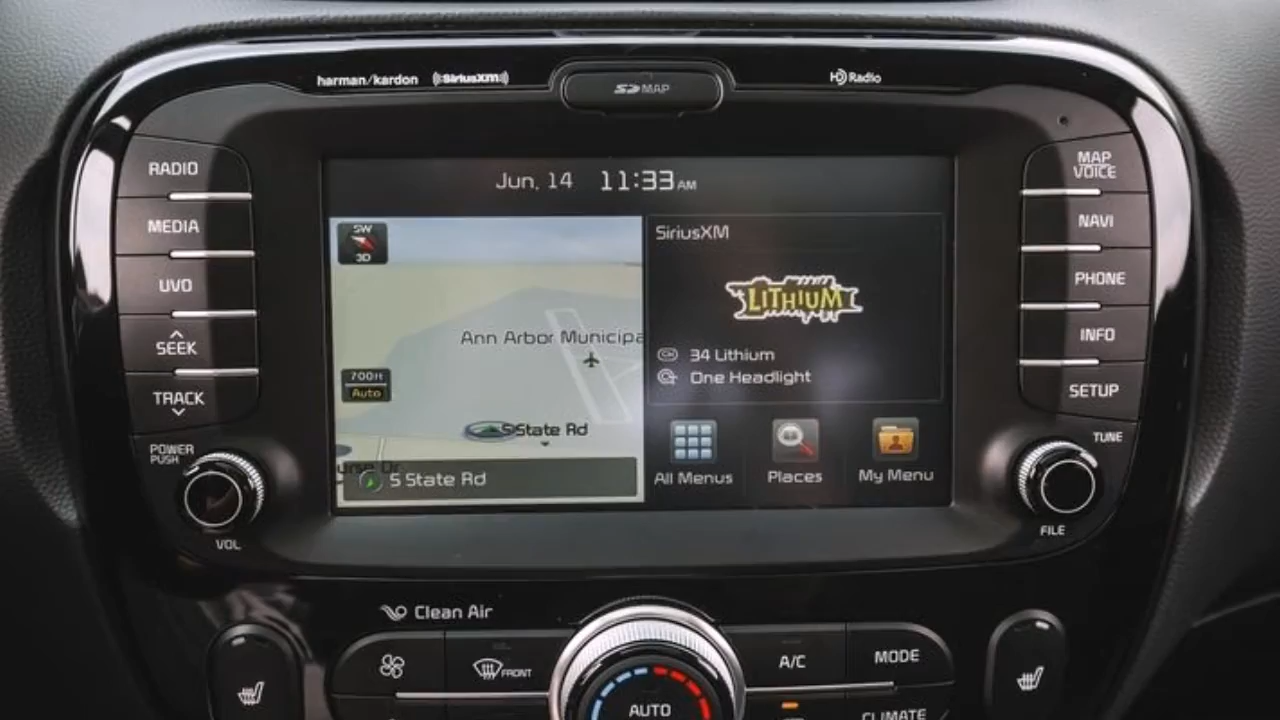 harman/kardon
SiriusXM
SD MAP
HD Radio
RADIO
MEDIA
UVO
SEEK
TRACK
POWER
PUSH
VOL
Jun, 14 11:33 AM
SW
3D
Ann Arbor Municipa
700ft
Auto
S State Rd
S State Rd
SiriusXM
LITHIUM
34 Lithium
One Headlight
All Menus
Places
My Menu
MAP
VOICE
NAVI
PHONE
INFO
SETUP
TUNE
FILE
Clean Air
FRONT
AUTO
A/C
MODE
CLIMATE